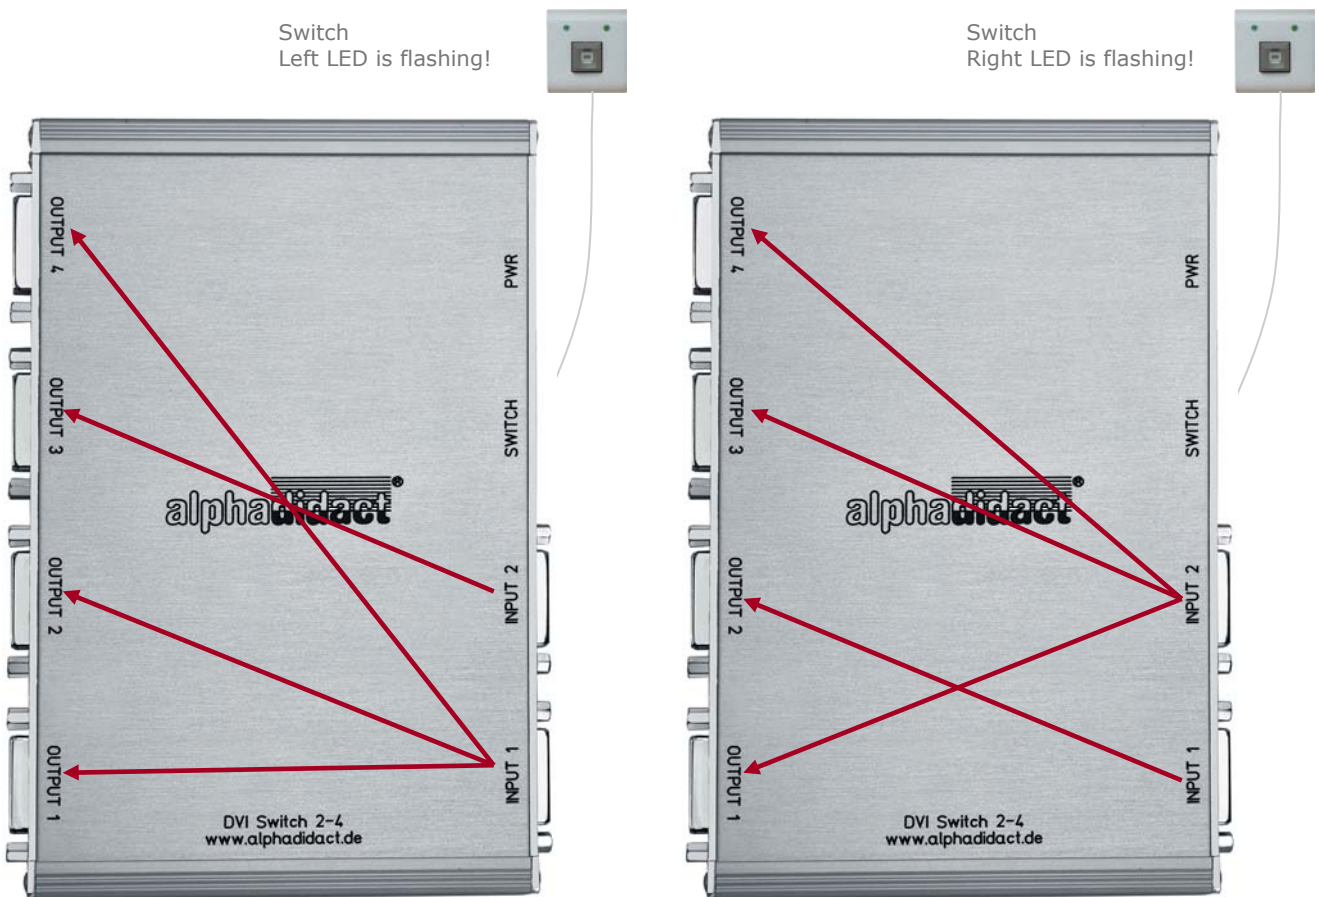 Switch
Left LED is flashing!
OUTPUT 4
OUTPUT 3
OUTPUT 2
OUTPUT 1
PWR
SWITCH
INPUT 2
INPUT 1
alphadidact®
DVI Switch 2-4
www.alphadidact.de
Switch
Right LED is flashing!
OUTPUT 4
OUTPUT 3
OUTPUT 2
OUTPUT 1
PWR
SWITCH
INPUT 2
INPUT 1
alphadidact®
DVI Switch 2-4
www.alphadidact.de